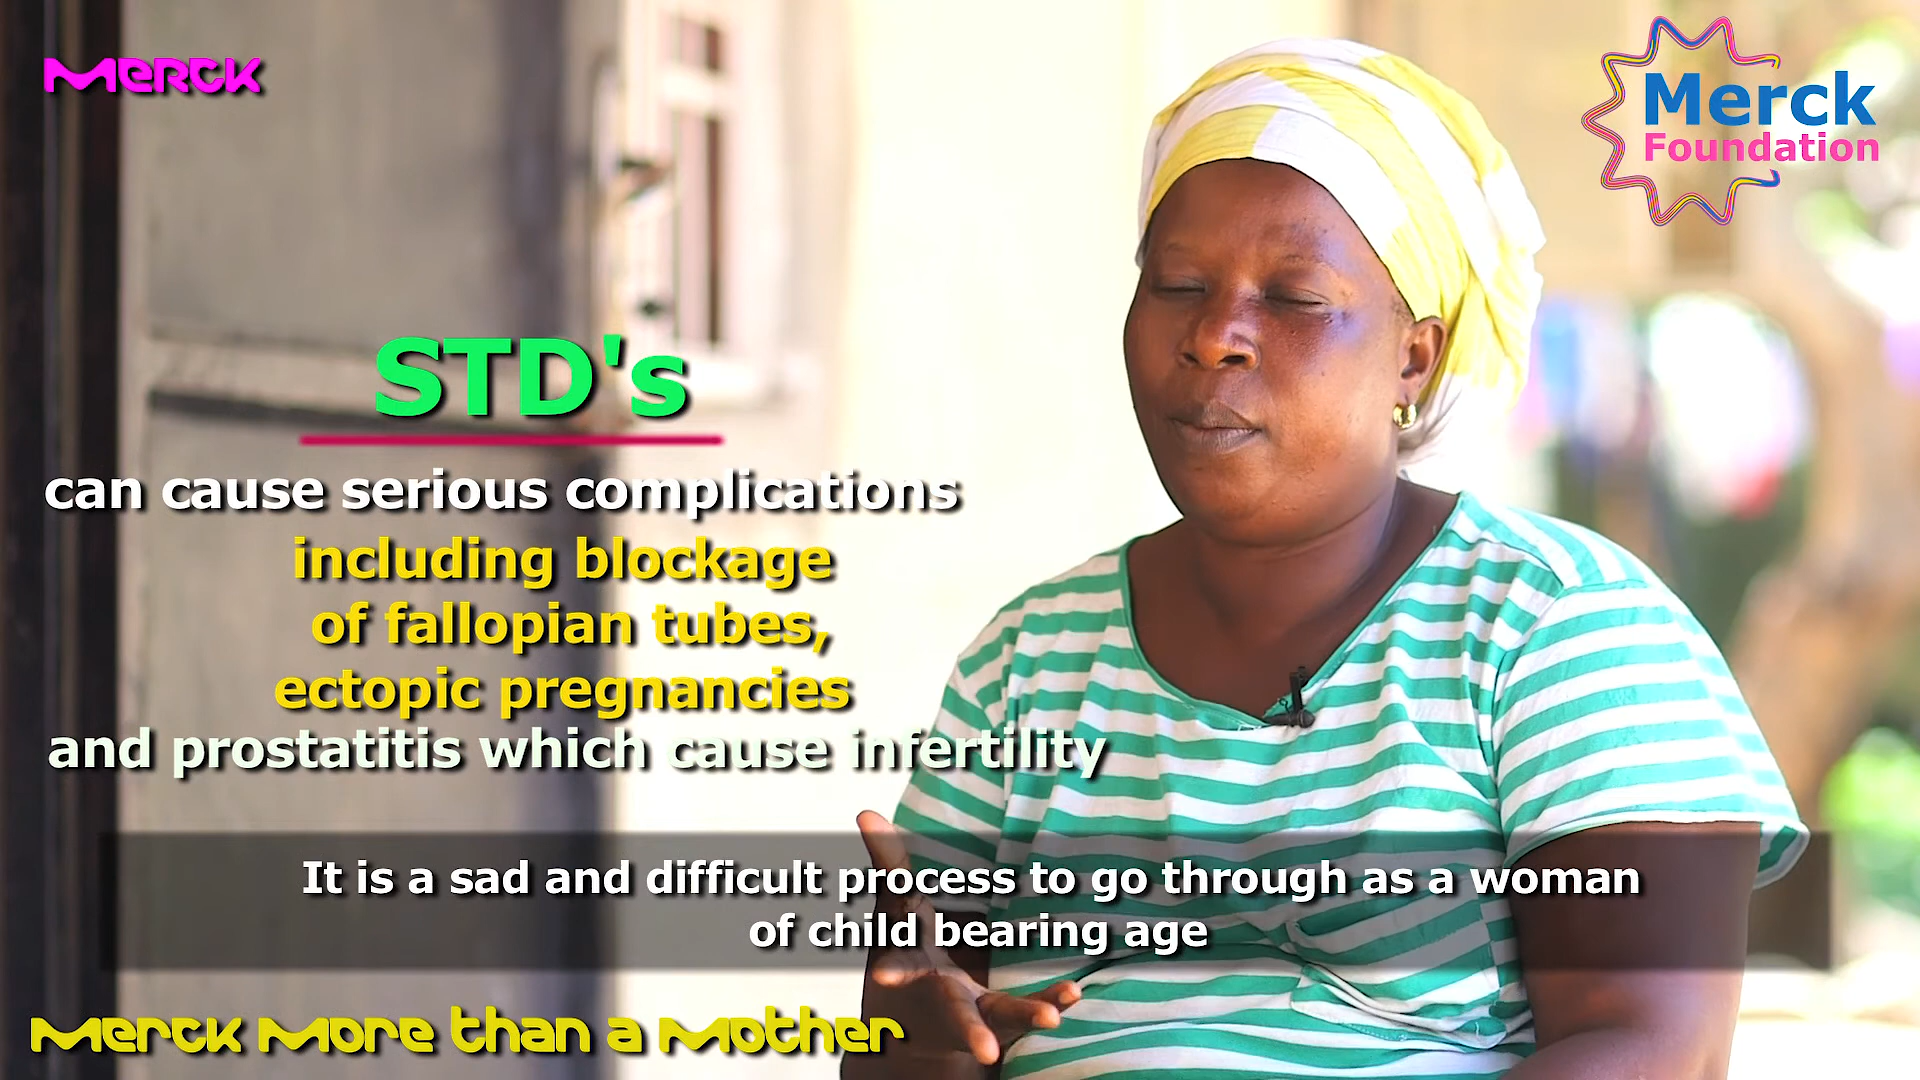 Merck
Merck
Foundation
STD's
can cause serious complications
including blockage
of fallopian tubes,
ectopic pregnancies
and prostatitis which cause infertility
It is a sad and difficult process to go through as a woman
of child bearing age
Merck More than a Mother